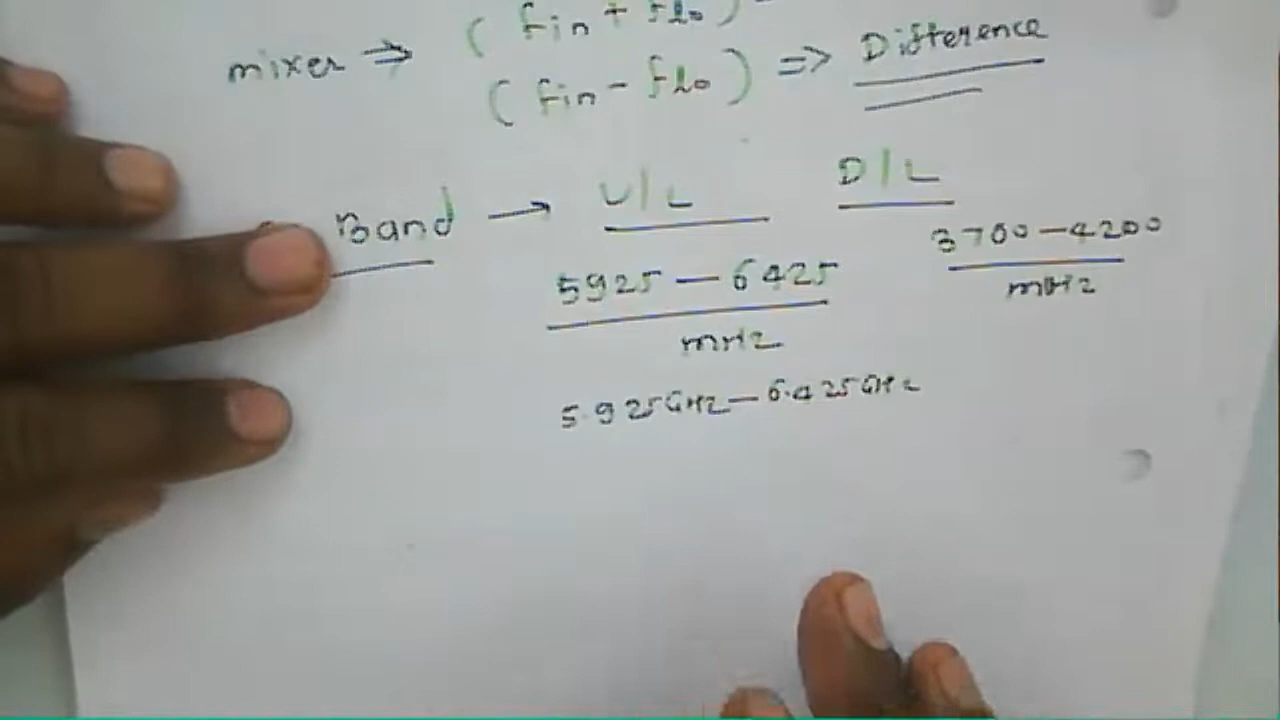 (fin + flo)
mixer ⇒
(fin - flo) ⇒ Difference
Band → U/L D/L
5925 — 6425 3700 — 4200
mHz mHz
5.925GHz — 6.425GHz